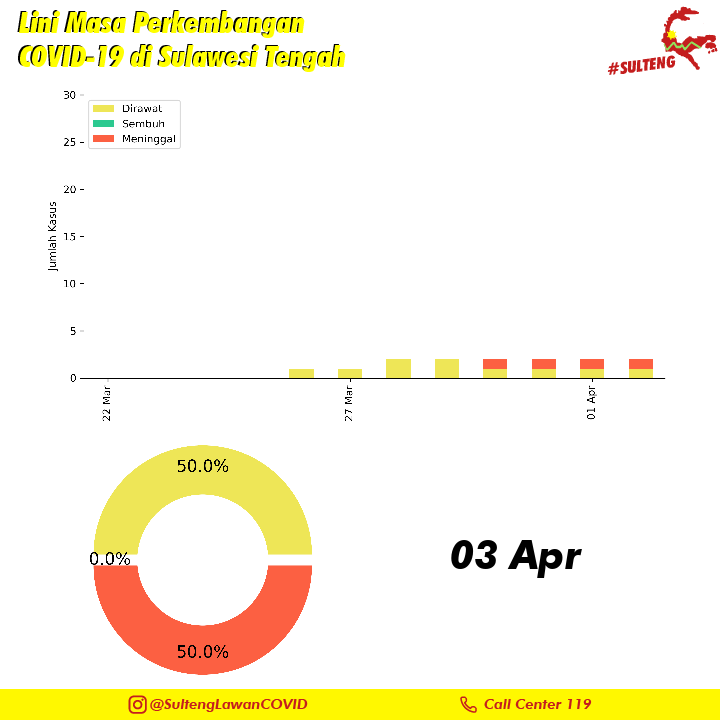 Lini Masa Perkembangan
COVID-19 di Sulawesi Tengah
#SULTENG
30
25
20
15
10
5
0
Jumlah Kasus
Dirawat
Sembuh
Meninggal
22 Mar
27 Mar
01 Apr
50.0%
0.0%
50.0%
03 Apr
@SultengLawanCOVID
Call Center 119